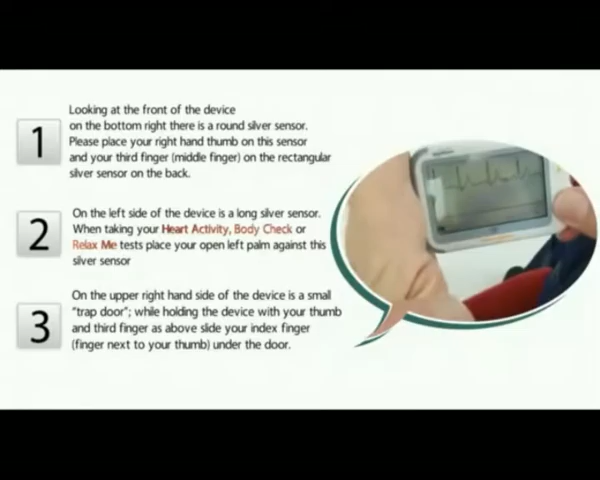 1
Looking at the front of the device
on the bottom right there is a round silver sensor.
Please place your right hand thumb on this sensor
and your third finger (middle finger) on the rectangular
silver sensor on the back.
2
On the left side of the device is a long silver sensor.
When taking your Heart Activity, Body Check or
Relax Me tests place your open left palm against this
silver sensor
3
On the upper right hand side of the device is a small
"trap door"; while holding the device with your thumb
and third finger as above slide your index finger
(finger next to your thumb) under the door.